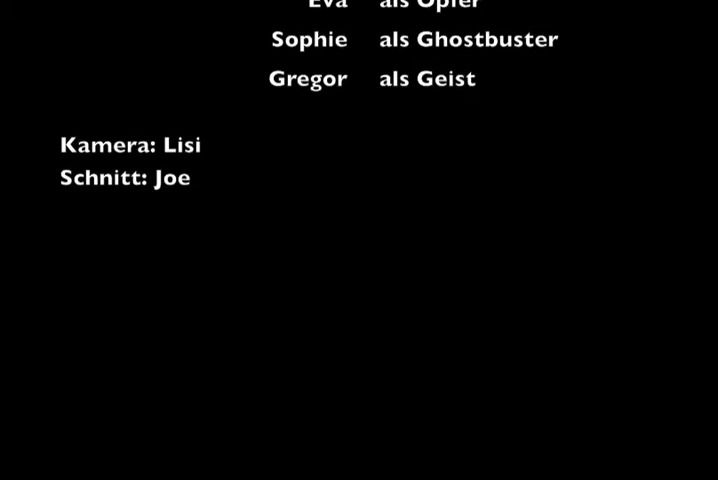 Eva als Opfer
Sophie als Ghostbuster
Gregor als Geist
Kamera: Lisi
Schnitt: Joe